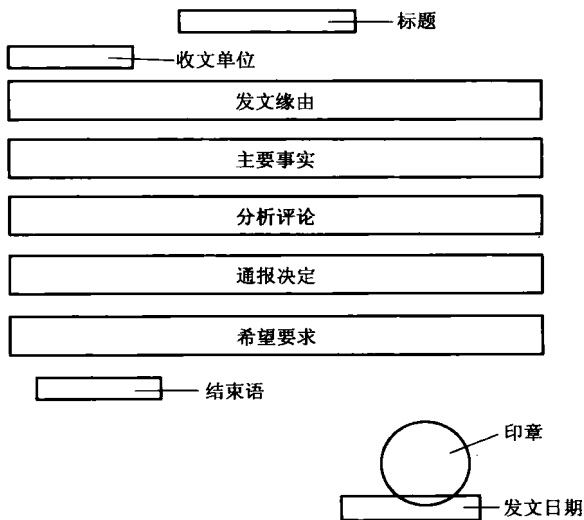 标题
收文单位
发文缘由
主要事实
分析评论
通报决定
希望要求
结束语
印章
发文日期